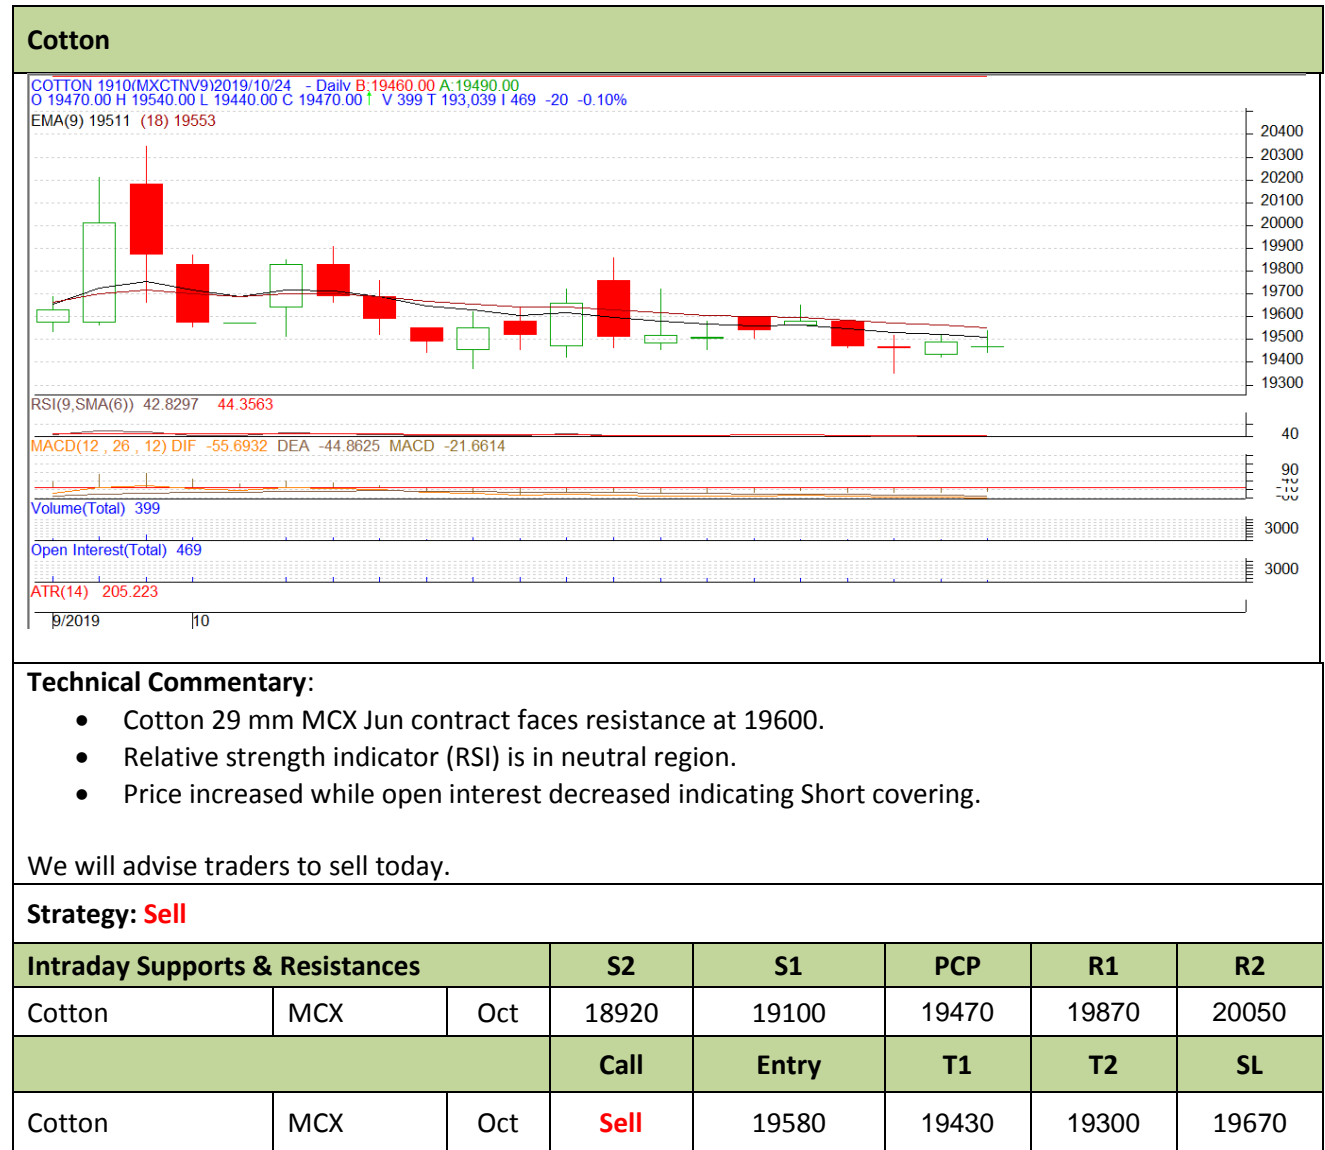 Cotton
COTTON 1910(MXCTNV9)2019/10/24 - Daily B:19460.00 A:19490.00
O 19470.00 H 19540.00 L 19440.00 C 19470.00↑ V 399 T 193,039 I 469 -20 -0.10%
EMA(9) 19511 (18) 19553
20400
20300
20200
20100
20000
19900
19800
19700
19600
19500
19400
19300
RSI(9,SMA(6)) 42.8297 44.3563
40
MACD(12 , 26 , 12) DIF -55.6932 DEA -44.8625 MACD -21.6614
90
Volume(Total) 399
3000
Open Interest(Total) 469
3000
ATR(14) 205.223
9/2019 10
Technical Commentary:
• Cotton 29 mm MCX Jun contract faces resistance at 19600.
• Relative strength indicator (RSI) is in neutral region.
• Price increased while open interest decreased indicating Short covering.
We will advise traders to sell today.
Strategy: Sell
Intraday Supports & Resistances S2 S1 PCP R1 R2
Cotton MCX Oct 18920 19100 19470 19870 20050
Call Entry T1 T2 SL
Cotton MCX Oct Sell 19580 19430 19300 19670